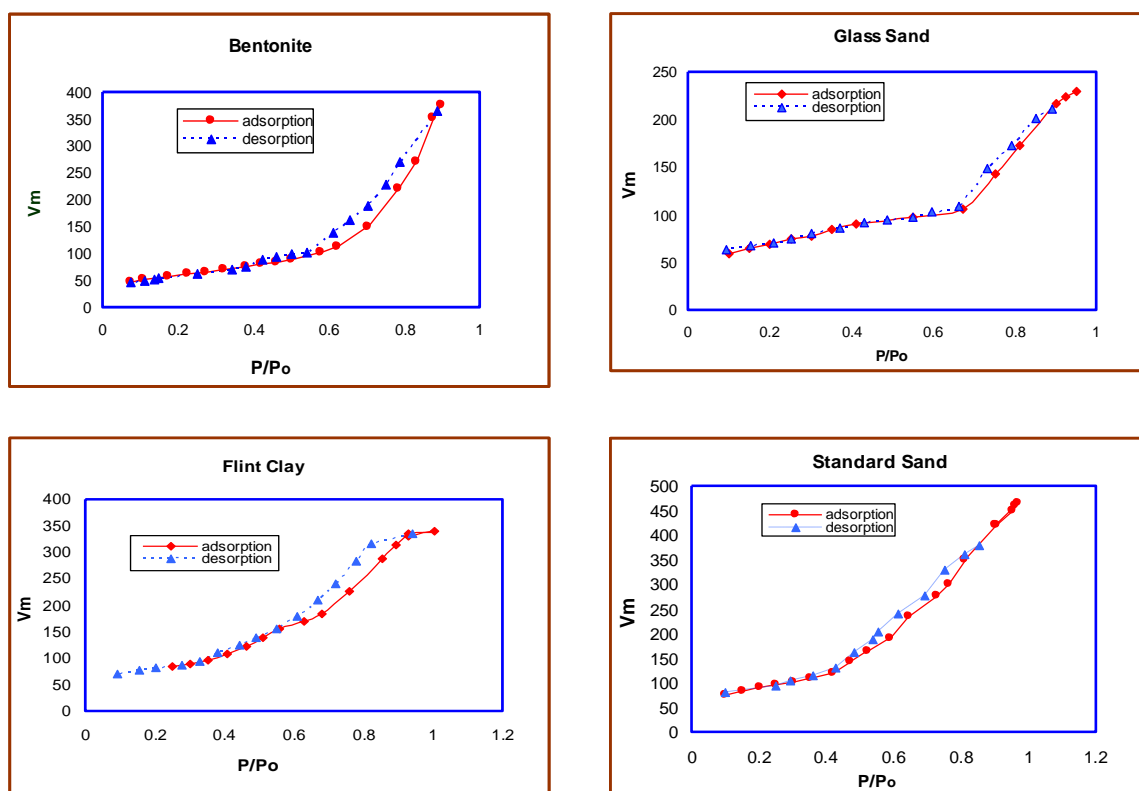 Bentonite
400
350
300
250
200
150
100
50
0
Vm
adsorption
desorption
0 0.2 0.4 0.6 0.8 1
P/Po
Glass Sand
250
200
150
100
50
0
Vm
adsorption
desorption
0 0.2 0.4 0.6 0.8 1
P/Po
Flint Clay
400
350
300
250
200
150
100
50
0
Vm
adsorption
desorption
0 0.2 0.4 0.6 0.8 1 1.2
P/Po
Standard Sand
500
450
400
350
300
250
200
150
100
50
0
Vm
adsorption
desorption
0 0.2 0.4 0.6 0.8 1 1.2
P/Po